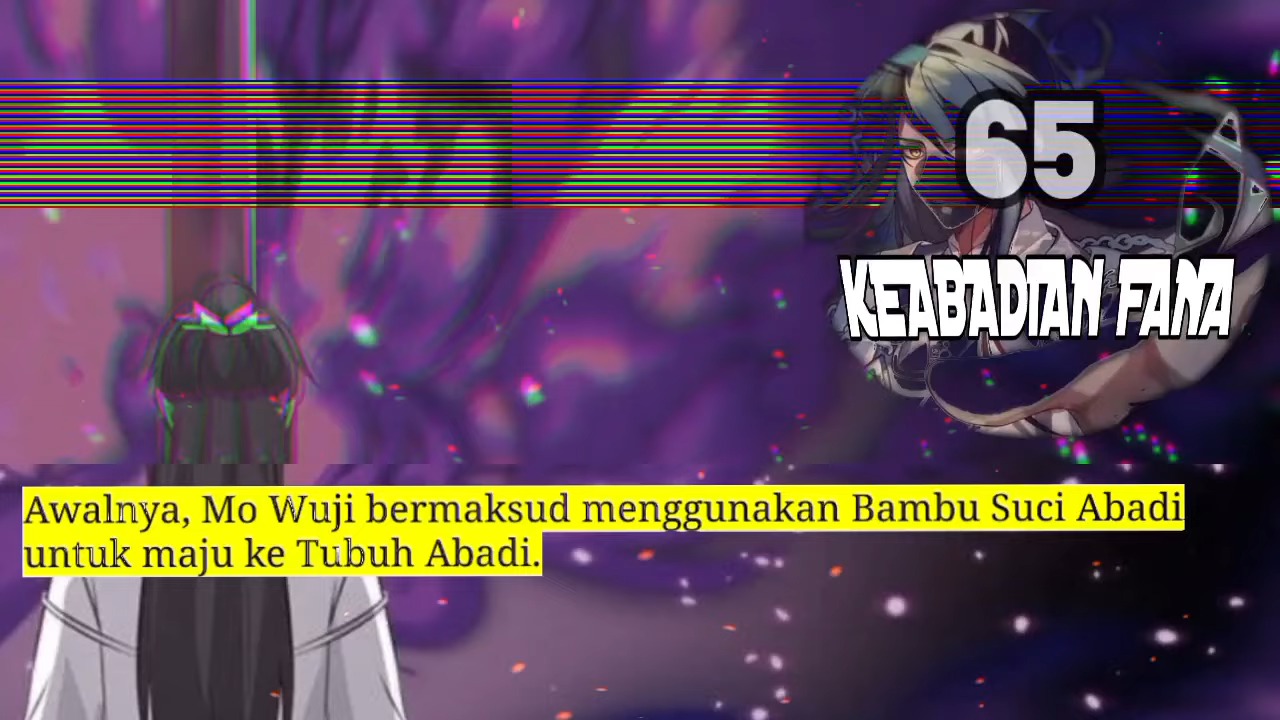 65
KEABADIAN FANA
Awalnya, Mo Wuji bermaksud menggunakan Bambu Suci Abadi
untuk maju ke Tubuh Abadi.